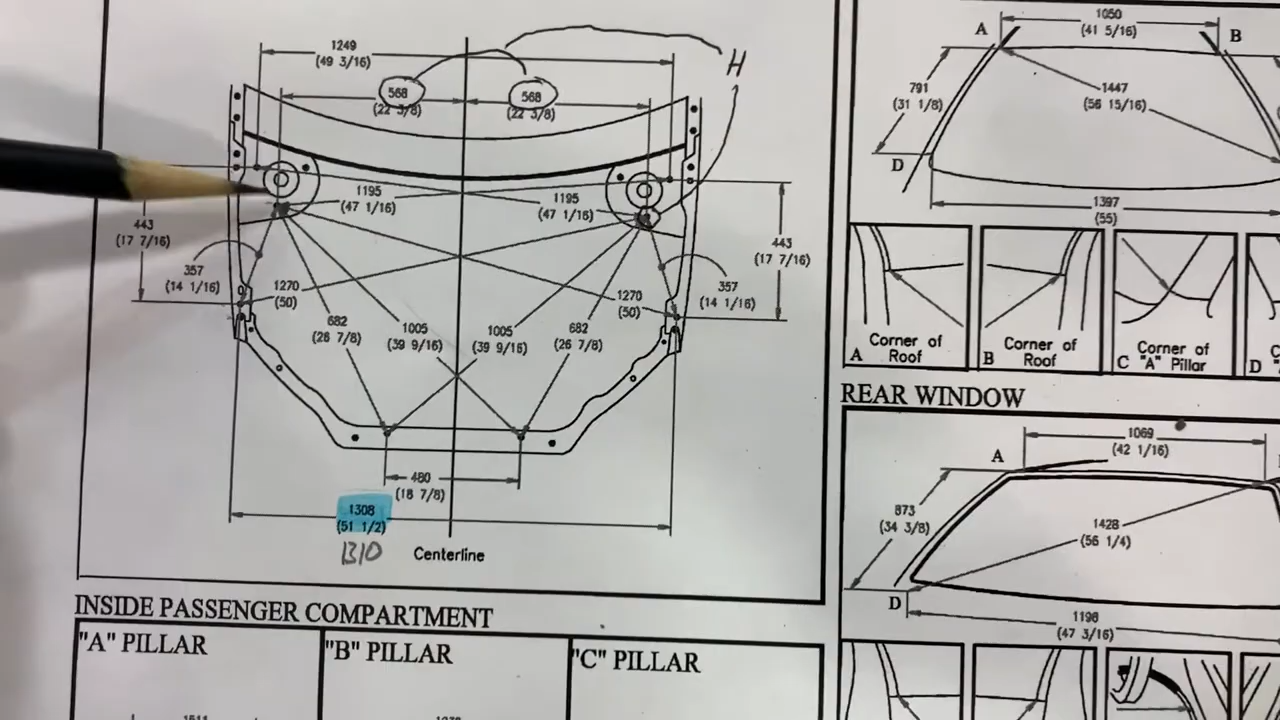 1249
(49 3/16)
568
(22 3/8)
568
(22 3/8)
H
1195
(47 1/16)
1195
(47 1/16)
443
(17 7/16)
443
(17 7/16)
357
(14 1/16)
357
(14 1/16)
1270
(50)
1270
(50)
682
(26 7/8)
1005
(39 9/16)
1005
(39 9/16)
682
(26 7/8)
480
(18 7/8)
1308
(51 1/2)
1310
Centerline
INSIDE PASSENGER COMPARTMENT
"A" PILLAR
"B" PILLAR
"C" PILLAR
A
1050
(41 5/16)
B
791
(31 1/8)
1447
(56 15/16)
D
1397
(55)
A
Corner of
Roof
B
Corner of
Roof
C
Corner of
"A" Pillar
D
REAR WINDOW
A
1069
(42 1/16)
873
(34 3/8)
1428
(56 1/4)
D
1198
(47 3/16)